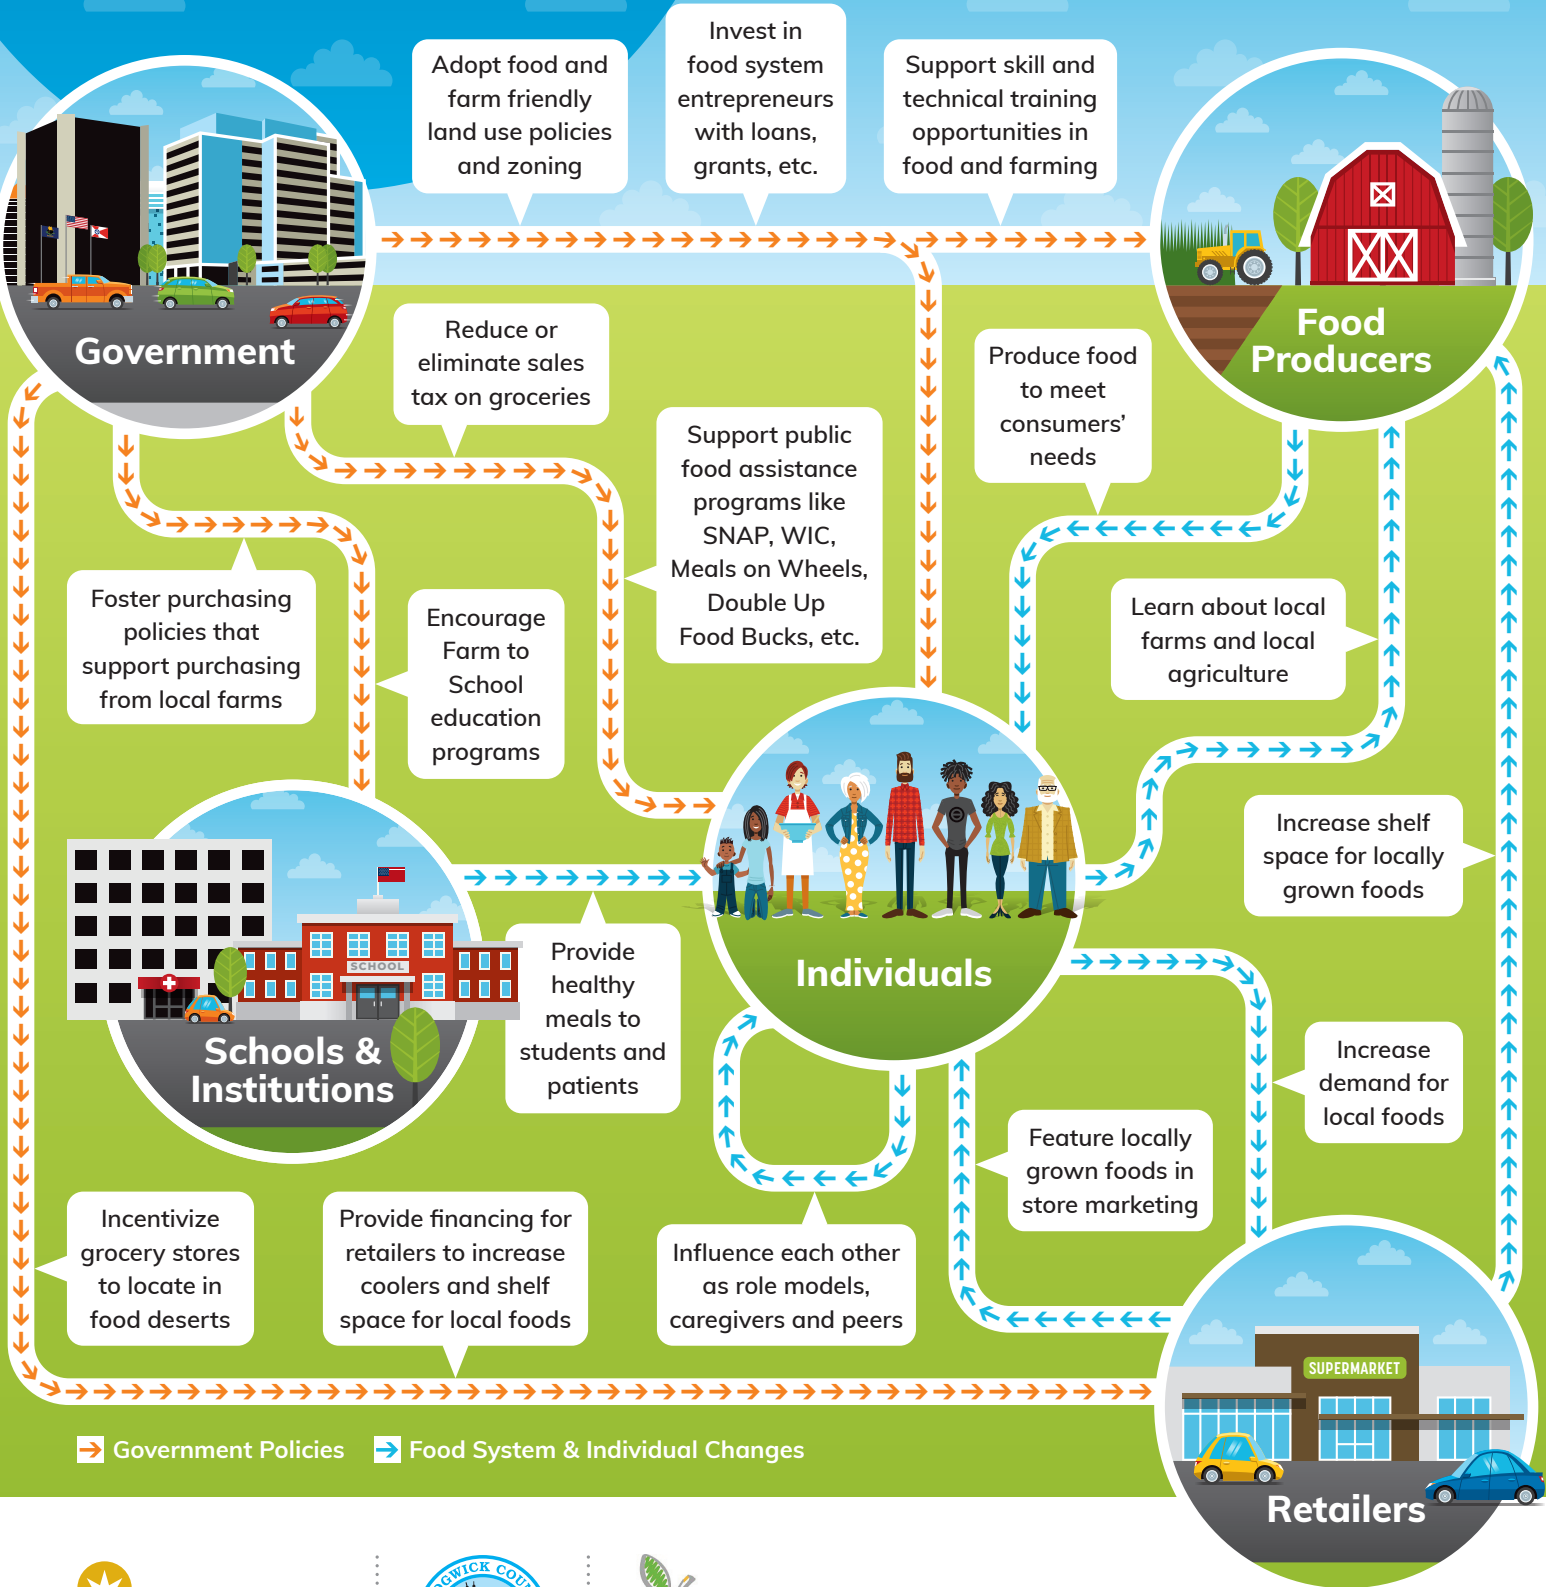 Invest in
food system
entrepreneurs
with loans,
grants, etc.
Adopt food and
farm friendly
land use policies
and zoning
Support skill and
technical training
opportunities in
food and farming
Government
Food
Producers
Reduce or
eliminate sales
tax on groceries
Produce food
to meet
consumers’
needs
Support public
food assistance
programs like
SNAP, WIC,
Meals on Wheels,
Double Up
Food Bucks, etc.
Foster purchasing
policies that
support purchasing
from local farms
Encourage
Farm to
School
education
programs
Learn about local
farms and local
agriculture
Increase shelf
space for locally
grown foods
SCHOOL
Schools &
Institutions
Provide
healthy
meals to
students and
patients
Individuals
Increase
demand for
local foods
Feature locally
grown foods in
store marketing
Incentivize
grocery stores
to locate in
food deserts
Provide financing for
retailers to increase
coolers and shelf
space for local foods
Influence each other
as role models,
caregivers and peers
SUPERMARKET
Retailers
Government Policies
Food System & Individual Changes